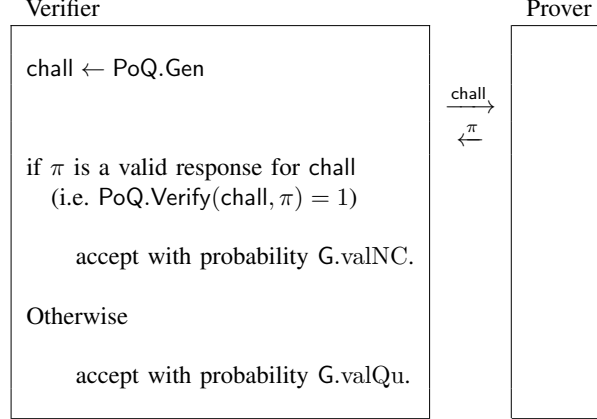 Verifier
Prover
chall ← PoQ.Gen
chall
π
if π is a valid response for chall
(i.e. PoQ.Verify(chall, π) = 1)
accept with probability G.valNC.
Otherwise
accept with probability G.valQu.